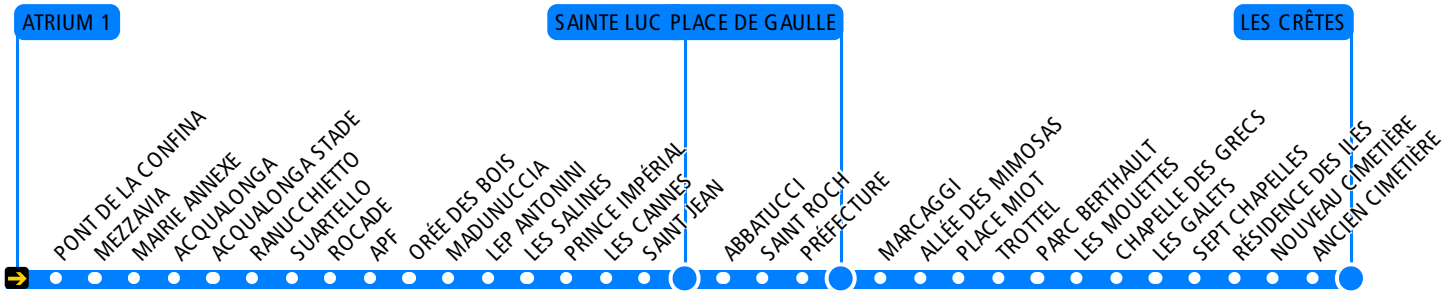 ATRIUM 1
SAINTE LUC
PLACE DE GAULLE
LES CRÊTES
PONT DE LA CONFINA
MEZZAVIA
MAIRIE ANNEXE
ACQUALONGA
ACQUALONGA STADE
RANUCCHIETTO
SUARTELLO
ROCADE
APF
ORÉE DES BOIS
MADUNUCCIA
LEP ANTONINI
LES SALINES
PRINCE IMPÉRIAL
LES CANNES
SAINT JEAN
ABBATUCCI
SAINT ROCH
PRÉFECTURE
MARCAGGI
ALLÉE DES MIMOSAS
PLACE MIOT
TROTTEL
PARC BERTHAULT
LES MOUETTES
CHAPELLE DES GRECS
LES GALETS
SEPT CHAPELLES
RÉSIDENCE DES ILES
NOUVEAU CIMETIÈRE
ANCIEN CIMETIÈRE